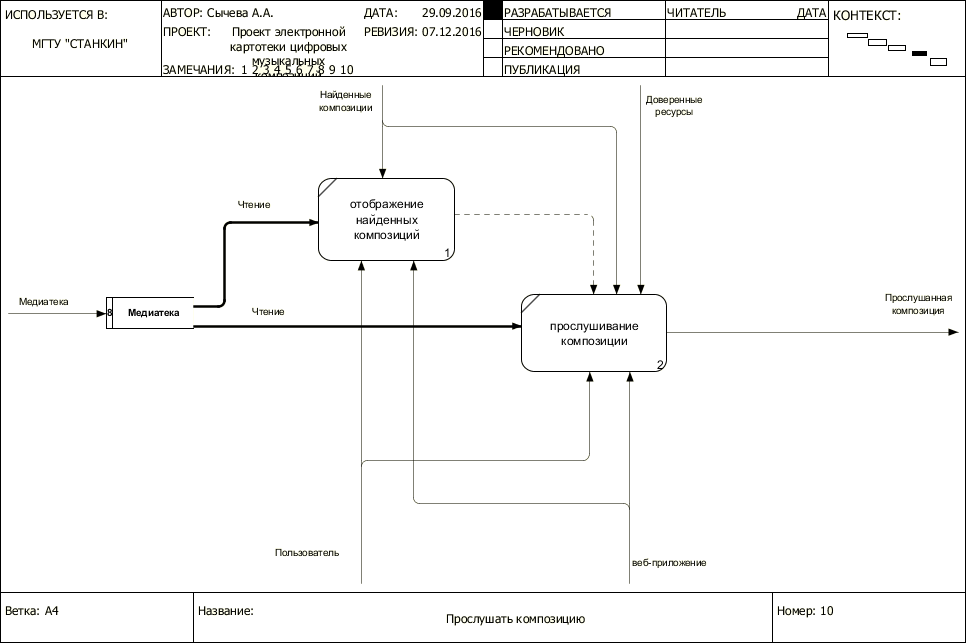 ИСПОЛЬЗУЕТСЯ В:
МГТУ "СТАНКИН"
АВТОР: Сычева А.А.
ДАТА: 29.09.2016
ПРОЕКТ: Проект электронной
картотеки цифровых
музыкальных
композиций
РЕВИЗИЯ: 07.12.2016
ЗАМЕЧАНИЯ: 1 2 3 4 5 6 7 8 9 10
РАЗРАБАТЫВАЕТСЯ
ЧЕРНОВИК
РЕКОМЕНДОВАНО
ПУБЛИКАЦИЯ
ЧИТАТЕЛЬ ДАТА
КОНТЕКСТ:
Найденные
композиции
Доверенные
ресурсы
отображение
найденных
композиций
1
Чтение
Медиатека
8 Медиатека
Чтение
прослушивание
композиции
2
Прослушанная
композиция
Пользователь
веб-приложение
Ветка: A4
Название:
Прослушать композицию
Номер: 10